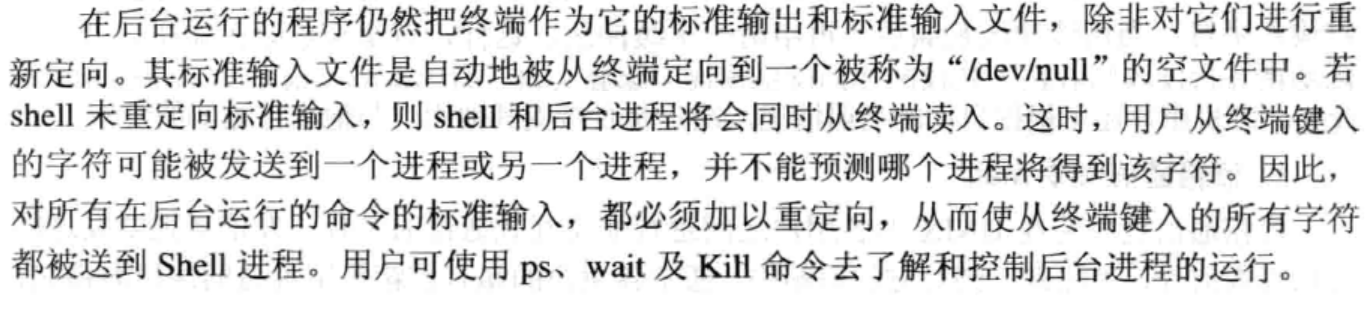 在后台运行的程序仍然把终端作为它的标准输出和标准输入文件，除非对它们进行重
新定向。其标准输入文件是自动地被从终端定向到一个被称为“/dev/null”的空文件中。若
shell 未重定向标准输入，则 shell 和后台进程将会同时从终端读入。这时，用户从终端键入
的字符可能被发送到一个进程或另一个进程，并不能预测哪个进程将得到该字符。因此，
对所有在后台运行的命令的标准输入，都必须加以重定向，从而使从终端键入的所有字符
都被送到 Shell 进程。用户可使用 ps、wait 及 Kill 命令去了解和控制后台进程的运行。